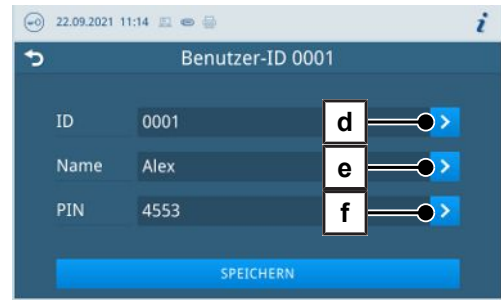 22.09.2021 11:14 i
Benutzer-ID 0001
ID 0001 d >
Name Alex e >
PIN 4553 f >
SPEICHERN